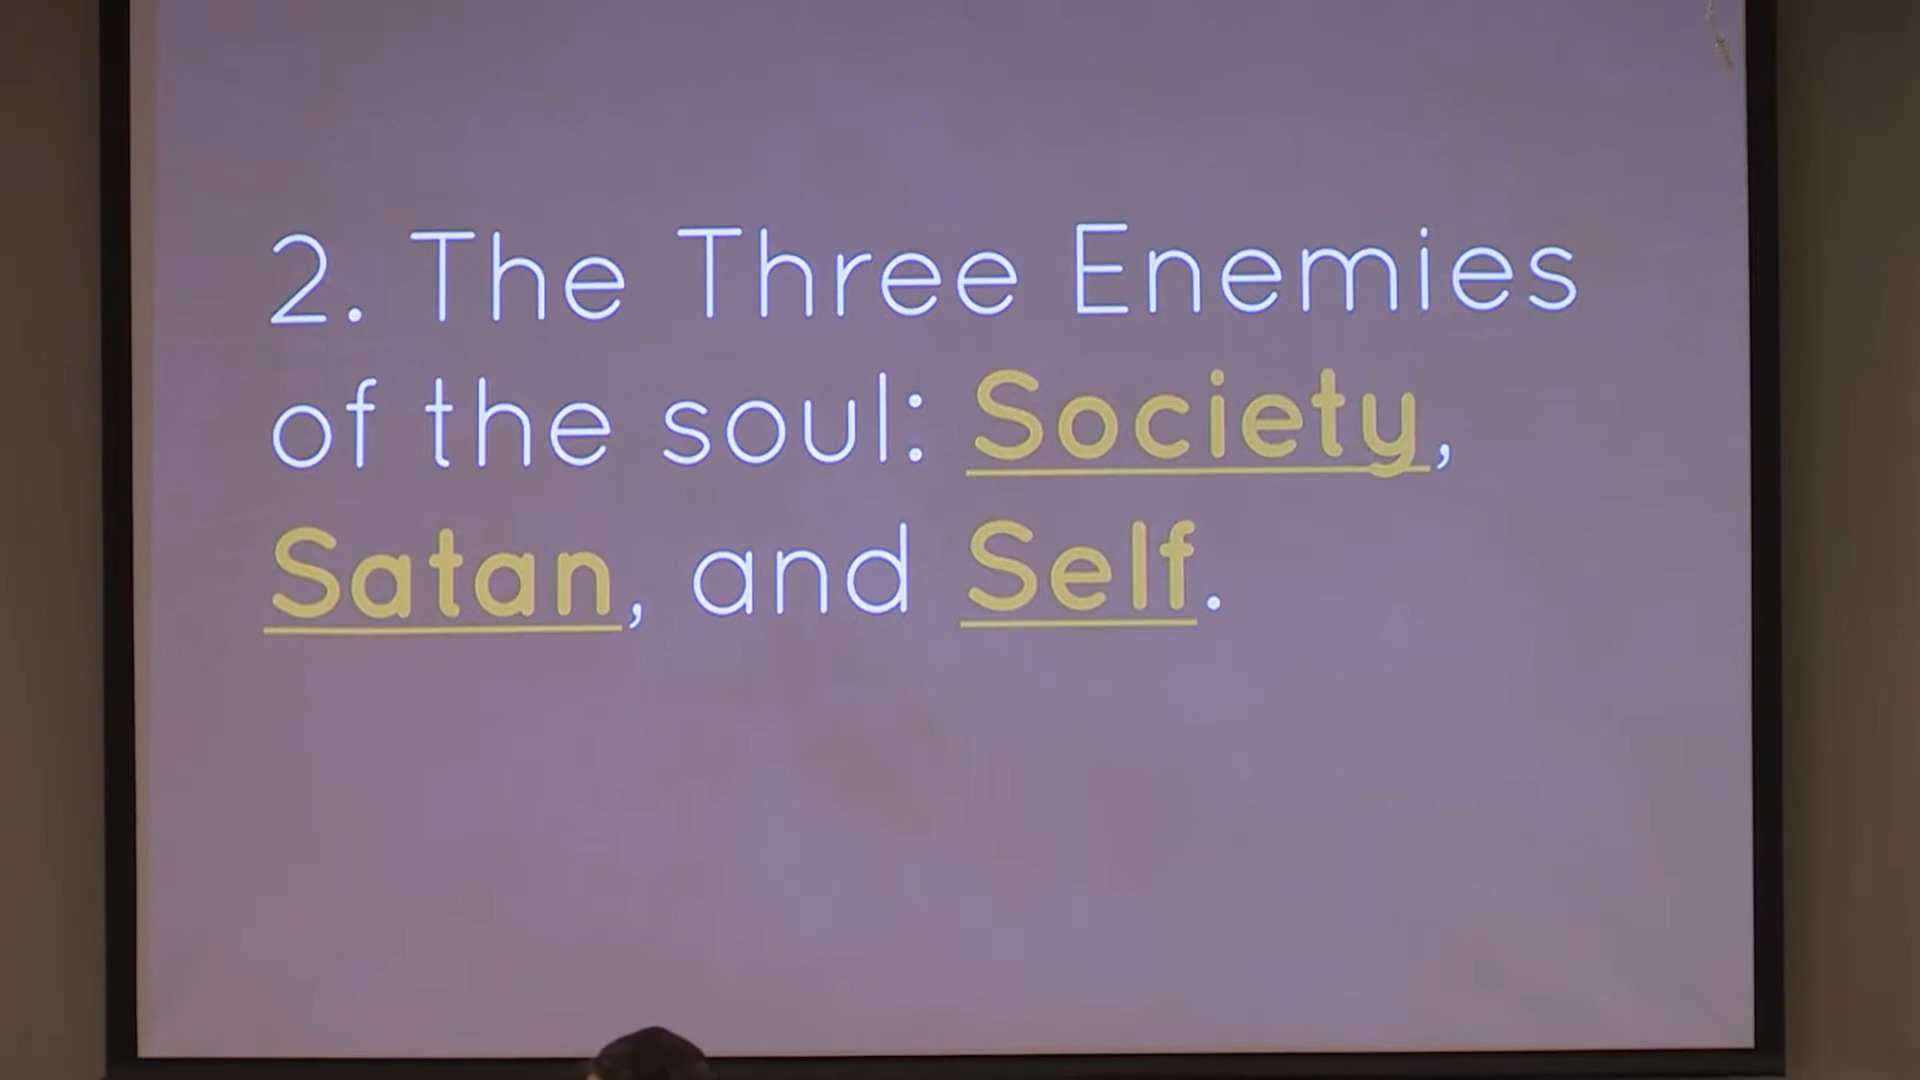 2. The Three Enemies
of the soul: Society,
Satan, and Self.